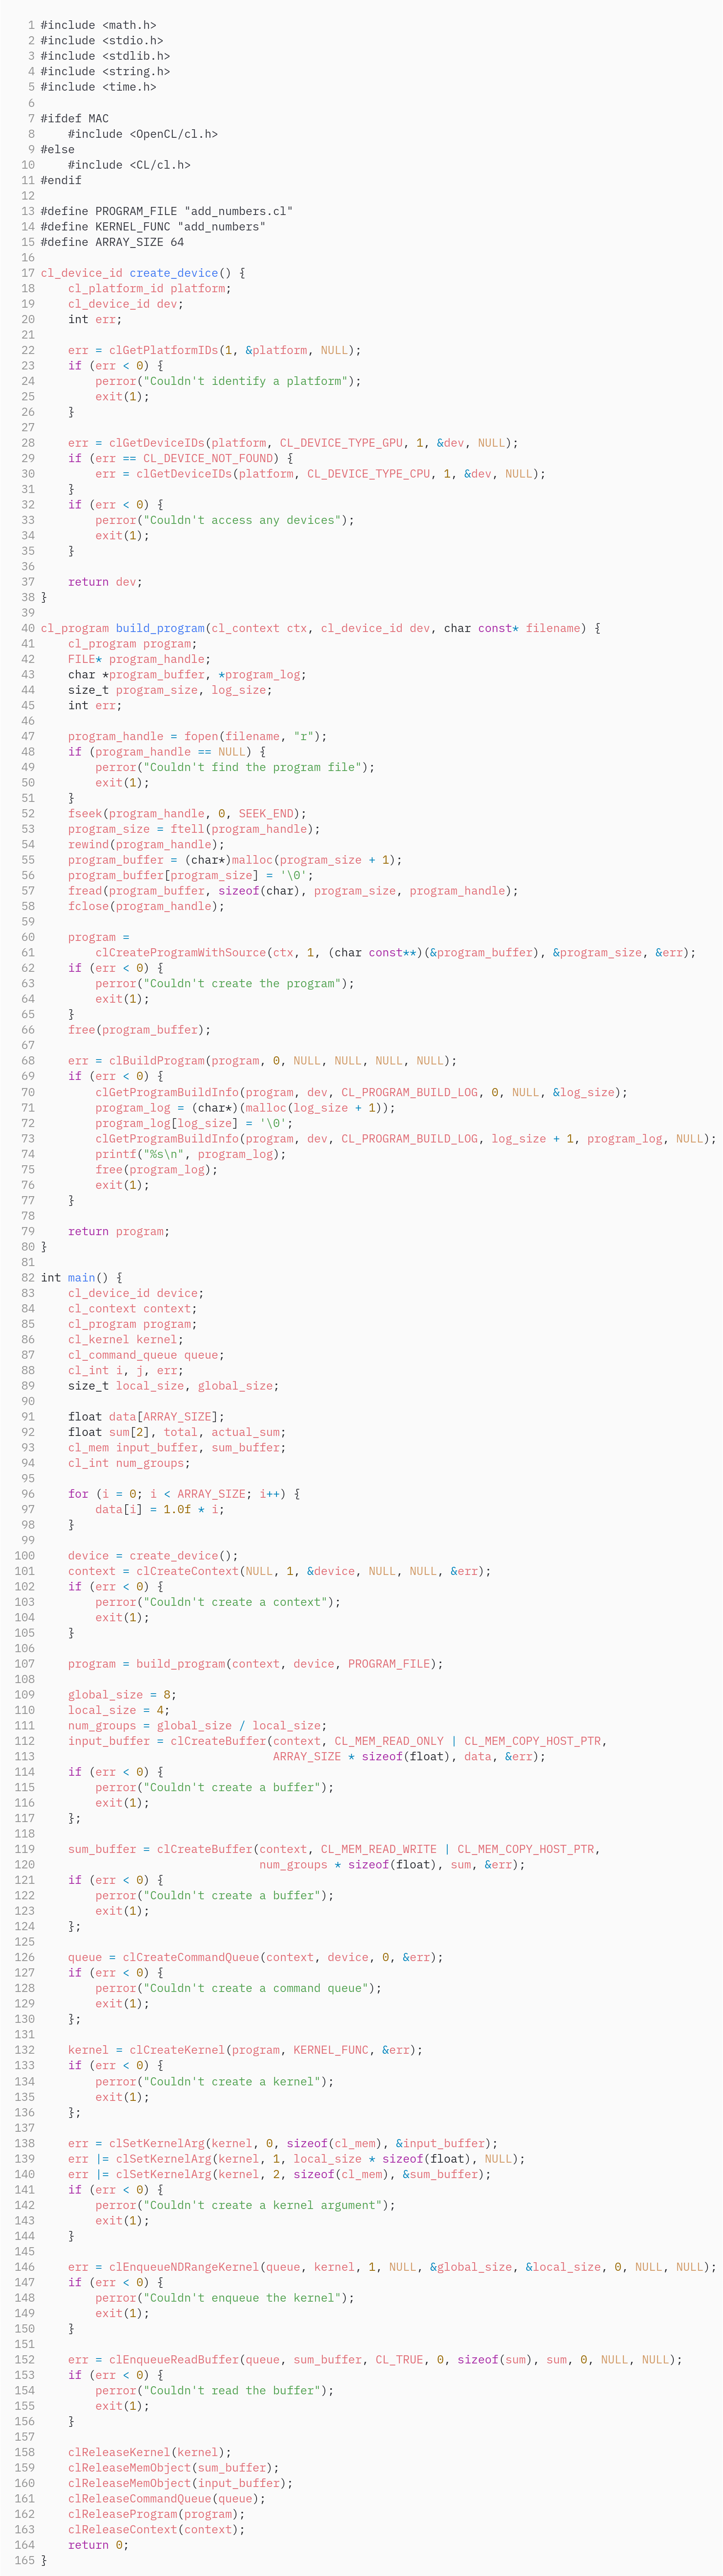 1 #include <math.h>
2 #include <stdio.h>
3 #include <stdlib.h>
4 #include <string.h>
5 #include <time.h>
6
7 #ifdef MAC
8     #include <OpenCL/cl.h>
9 #else
10     #include <CL/cl.h>
11 #endif
12
13 #define PROGRAM_FILE "add_numbers.cl"
14 #define KERNEL_FUNC "add_numbers"
15 #define ARRAY_SIZE 64
16
17 cl_device_id create_device() {
18     cl_platform_id platform;
19     cl_device_id dev;
20     int err;
21
22     err = clGetPlatformIDs(1, &platform, NULL);
23     if (err < 0) {
24         perror("Couldn't identify a platform");
25         exit(1);
26     }
27
28     err = clGetDeviceIDs(platform, CL_DEVICE_TYPE_GPU, 1, &dev, NULL);
29     if (err == CL_DEVICE_NOT_FOUND) {
30         err = clGetDeviceIDs(platform, CL_DEVICE_TYPE_CPU, 1, &dev, NULL);
31     }
32     if (err < 0) {
33         perror("Couldn't access any devices");
34         exit(1);
35     }
36
37     return dev;
38 }
39
40 cl_program build_program(cl_context ctx, cl_device_id dev, char const* filename) {
41     cl_program program;
42     FILE* program_handle;
43     char *program_buffer, *program_log;
44     size_t program_size, log_size;
45     int err;
46
47     program_handle = fopen(filename, "r");
48     if (program_handle == NULL) {
49         perror("Couldn't find the program file");
50         exit(1);
51     }
52     fseek(program_handle, 0, SEEK_END);
53     program_size = ftell(program_handle);
54     rewind(program_handle);
55     program_buffer = (char*)malloc(program_size + 1);
56     program_buffer[program_size] = '\0';
57     fread(program_buffer, sizeof(char), program_size, program_handle);
58     fclose(program_handle);
59
60     program =
61         clCreateProgramWithSource(ctx, 1, (char const**)(&program_buffer), &program_size, &err);
62     if (err < 0) {
63         perror("Couldn't create the program");
64         exit(1);
65     }
66     free(program_buffer);
67
68     err = clBuildProgram(program, 0, NULL, NULL, NULL, NULL);
69     if (err < 0) {
70         clGetProgramBuildInfo(program, dev, CL_PROGRAM_BUILD_LOG, 0, NULL, &log_size);
71         program_log = (char*)(malloc(log_size + 1));
72         program_log[log_size] = '\0';
73         clGetProgramBuildInfo(program, dev, CL_PROGRAM_BUILD_LOG, log_size + 1, program_log, NULL);
74         printf("%s\n", program_log);
75         free(program_log);
76         exit(1);
77     }
78
79     return program;
80 }
81
82 int main() {
83     cl_device_id device;
84     cl_context context;
85     cl_program program;
86     cl_kernel kernel;
87     cl_command_queue queue;
88     cl_int i, j, err;
89     size_t local_size, global_size;
90
91     float data[ARRAY_SIZE];
92     float sum[2], total, actual_sum;
93     cl_mem input_buffer, sum_buffer;
94     cl_int num_groups;
95
96     for (i = 0; i < ARRAY_SIZE; i++) {
97         data[i] = 1.0f * i;
98     }
99
100     device = create_device();
101     context = clCreateContext(NULL, 1, &device, NULL, NULL, &err);
102     if (err < 0) {
103         perror("Couldn't create a context");
104         exit(1);
105     }
106
107     program = build_program(context, device, PROGRAM_FILE);
108
109     global_size = 8;
110     local_size = 4;
111     num_groups = global_size / local_size;
112     input_buffer = clCreateBuffer(context, CL_MEM_READ_ONLY | CL_MEM_COPY_HOST_PTR,
113                                   ARRAY_SIZE * sizeof(float), data, &err);
114     if (err < 0) {
115         perror("Couldn't create a buffer");
116         exit(1);
117     };
118
119     sum_buffer = clCreateBuffer(context, CL_MEM_READ_WRITE | CL_MEM_COPY_HOST_PTR,
120                                 num_groups * sizeof(float), sum, &err);
121     if (err < 0) {
122         perror("Couldn't create a buffer");
123         exit(1);
124     };
125
126     queue = clCreateCommandQueue(context, device, 0, &err);
127     if (err < 0) {
128         perror("Couldn't create a command queue");
129         exit(1);
130     };
131
132     kernel = clCreateKernel(program, KERNEL_FUNC, &err);
133     if (err < 0) {
134         perror("Couldn't create a kernel");
135         exit(1);
136     };
137
138     err = clSetKernelArg(kernel, 0, sizeof(cl_mem), &input_buffer);
139     err |= clSetKernelArg(kernel, 1, local_size * sizeof(float), NULL);
140     err |= clSetKernelArg(kernel, 2, sizeof(cl_mem), &sum_buffer);
141     if (err < 0) {
142         perror("Couldn't create a kernel argument");
143         exit(1);
144     }
145
146     err = clEnqueueNDRangeKernel(queue, kernel, 1, NULL, &global_size, &local_size, 0, NULL, NULL);
147     if (err < 0) {
148         perror("Couldn't enqueue the kernel");
149         exit(1);
150     }
151
152     err = clEnqueueReadBuffer(queue, sum_buffer, CL_TRUE, 0, sizeof(sum), sum, 0, NULL, NULL);
153     if (err < 0) {
154         perror("Couldn't read the buffer");
155         exit(1);
156     }
157
158     clReleaseKernel(kernel);
159     clReleaseMemObject(sum_buffer);
160     clReleaseMemObject(input_buffer);
161     clReleaseCommandQueue(queue);
162     clReleaseProgram(program);
163     clReleaseContext(context);
164     return 0;
165 }